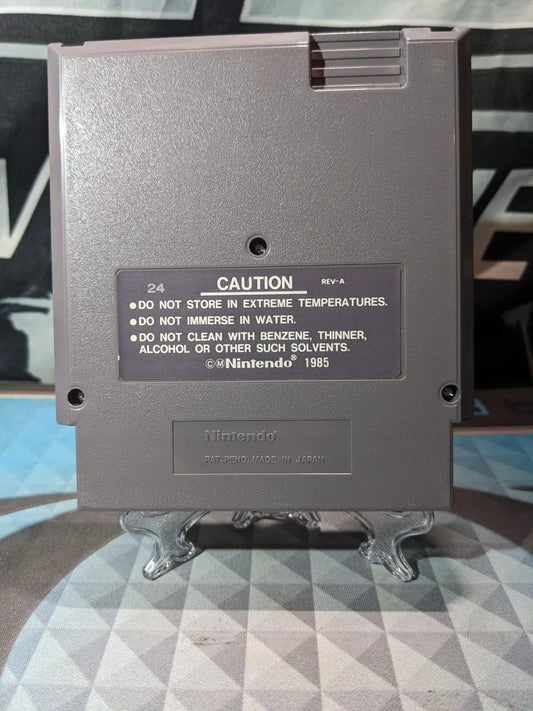 24 CAUTION REV-A
●DO NOT STORE IN EXTREME TEMPERATURES.
●DO NOT IMMERSE IN WATER.
●DO NOT CLEAN WITH BENZENE, THINNER,
ALCOHOL OR OTHER SUCH SOLVENTS.
©ⓂNintendo® 1985
Nintendo®
PAT. PEND. MADE IN JAPAN